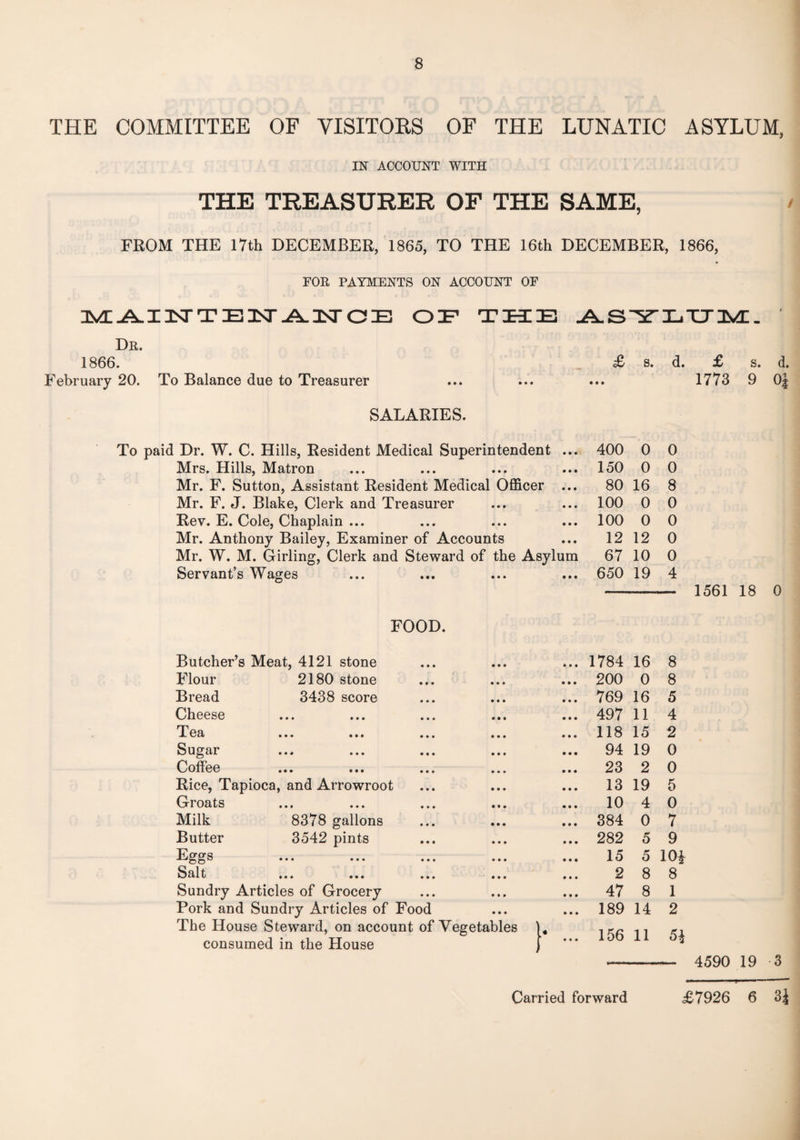 8
THE COMMITTEE OF VISITORS OF THE LUNATIC ASYLUM,
IN ACCOUNT WITH
THE TREASURER OF THE SAME,
FROM THE 17th DECEMBER, 1865, TO THE 16th DECEMBER, 1866,
FOR PAYMENTS ON ACCOUNT OF
MAINTENANCE OF THE ASYLUM.
Dr.
1866. £ s. d. £ s. d.
February 20. To Balance due to Treasurer ... ... ... 1773 9 0½
SALARIES.
To paid Dr. W. C. Hills, Resident Medical Superintendent ... 400 0 0
Mrs. Hills, Matron ... ... ... ... 150 0 0
Mr. F. Sutton, Assistant Resident Medical Officer ... 80 16 8
Mr. F. J. Blake, Clerk and Treasurer ... ... 100 0 0
Rev. E. Cole, Chaplain ... ... ... ... 100 0 0
Mr. Anthony Bailey, Examiner of Accounts ... 12 12 0
Mr. W. M. Girling, Clerk and Steward of the Asylum 67 10 0
Servant's Wages ... ... ... ... 650 19 4
1561 18 0
FOOD.
Butcher's Meat, 4121 stone ... ... ... 1784 16 8
Flour 2180 stone ... ... ... 200 0 8
Bread 3438 score ... ... ... 769 16 5
Cheese ... ... ... ... ... 497 11 4
Tea ... ... ... ... ... 118 15 2
Sugar ... ... ... ... ... 94 19 0
Coffee ... ... ... ... ... 23 2 0
Rice, Tapioca, and Arrowroot ... ... ... 13 19 5
Groats ... ... ... ... ... 10 4 0
Milk 8378 gallons ... ... ... 384 0 7
Butter 3542 pints ... ... ... 282 5 9
Eggs ... ... ... ... ... 15 5 10½
Salt ... ... ... ... ... 2 8 8
Sundry Articles of Grocery ... ... ... 47 8 1
Pork and Sundry Articles of Food ... ... 189 14 2
The House Steward, on account of Vegetables consumed in the House } ... 156 11 5½
4590 19 3
Carried forward £7926 6 3½